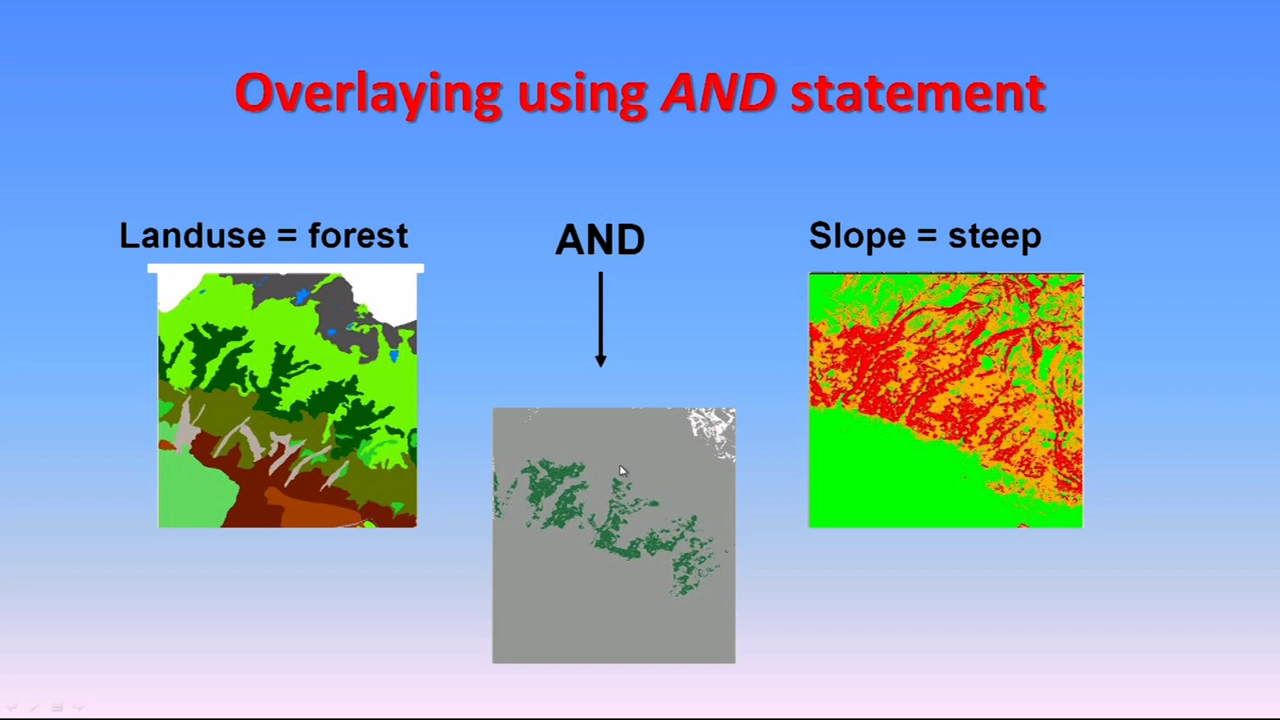 Overlaying using AND statement
Landuse = forest
AND
Slope = steep